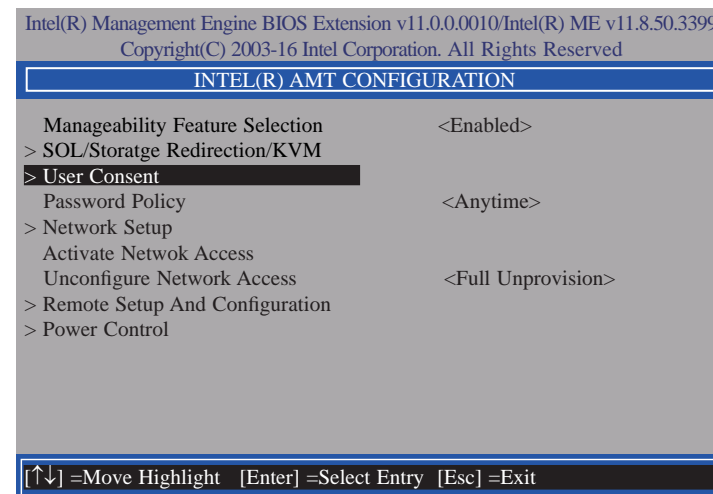 Intel(R) Management Engine BIOS Extension v11.0.0.0010/Intel(R) ME v11.8.50.3399
Copyright(C) 2003-16 Intel Corporation. All Rights Reserved
INTEL(R) AMT CONFIGURATION
Manageability Feature Selection <Enabled>
> SOL/Storatge Redirection/KVM
> User Consent
Password Policy <Anytime>
> Network Setup
Activate Netwok Access
Unconfigure Network Access <Full Unprovision>
> Remote Setup And Configuration
> Power Control
[↑↓] =Move Highlight [Enter] =Select Entry [Esc] =Exit